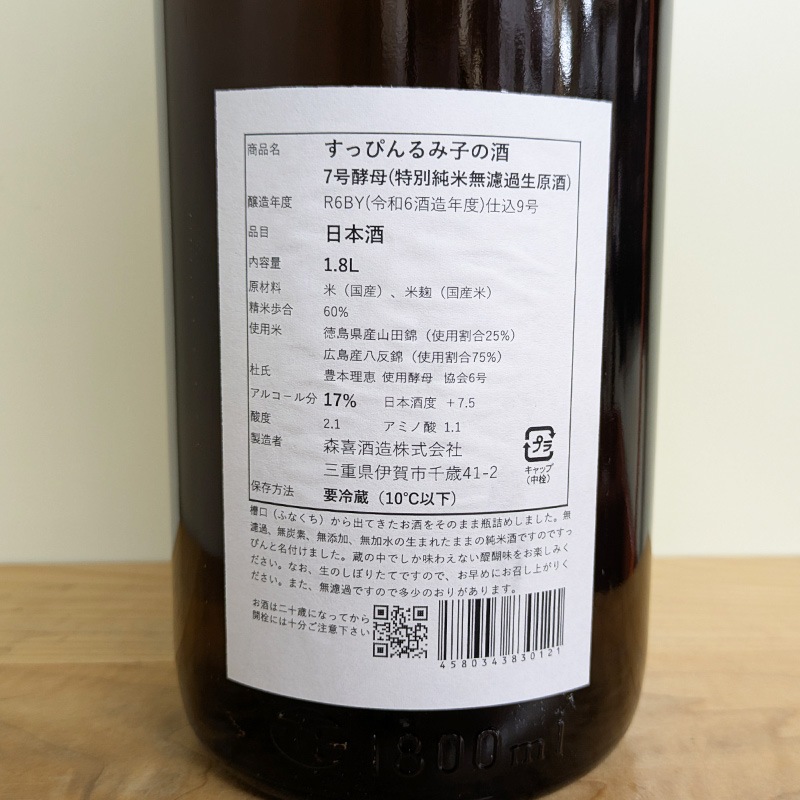 商品名 すっぴんるみ子の酒
7号酵母(特別純米無濾過生原酒)
醸造年度 R6BY(令和6酒造年度)仕込9号
品目 日本酒
内容量 1.8L
原材料 米（国産）、米麹（国産米）
精米歩合 60%
使用米 徳島県産山田錦（使用割合25%）
広島産八反錦（使用割合75%）
杜氏 豊本理恵 使用酵母 協会6号
アルコール分 17% 日本酒度 +7.5
酸度 2.1 アミノ酸 1.1
製造者 森喜酒造株式会社
三重県伊賀市千歳41-2
保存方法 要冷蔵（10℃以下）
プラ
キャップ
(中栓)
槽口（ふなくち）から出てきたお酒をそのまま瓶詰めしました。無
濾過、無炭素、無添加、無加水の生まれたままの純米酒ですのですっ
ぴんと名付けました。蔵の中でしか味わえない醍醐味をお楽しみく
ださい。なお、生のしぼりたてですので、お早めにお召し上がりく
ださい。また、無濾過ですので多少のおりがあります。
お酒は二十歳になってから
開栓には十分ご注意下さい
4580343830121
1800ml